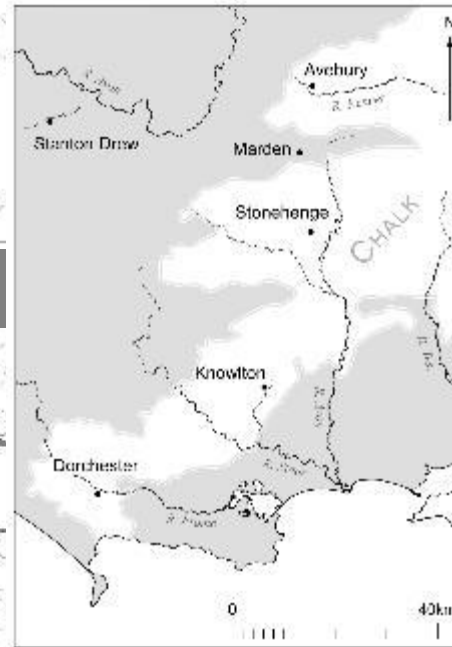 N
Avebury
Stanton Drew
Marden
Stonehenge
CHALK
Knowlton
Dorchester
0
40km